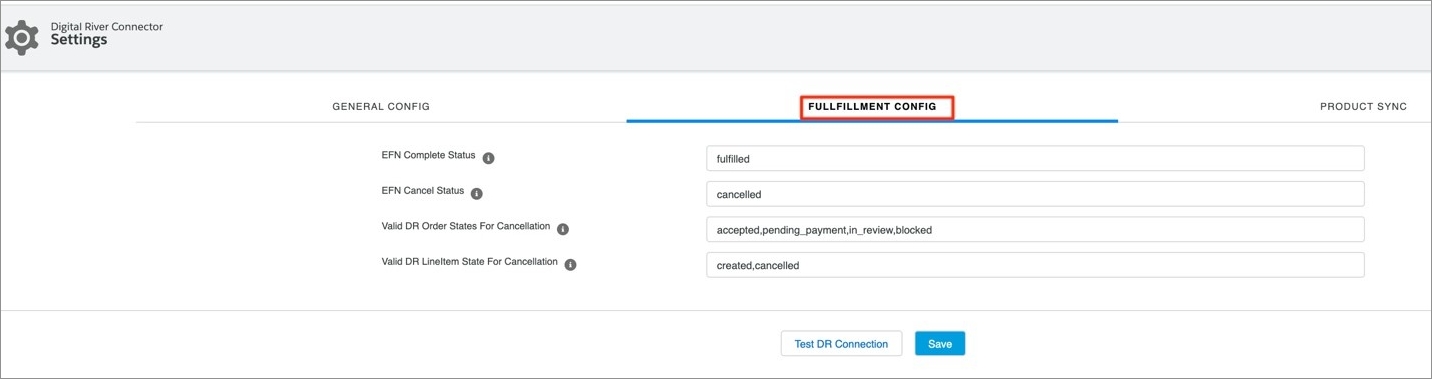 Digital River Connector
Settings
GENERAL CONFIG
FULLFILLMENT CONFIG
PRODUCT SYNC
EFN Complete Status
fulfilled
EFN Cancel Status
cancelled
Valid DR Order States For Cancellation
accepted,pending_payment,in_review,blocked
Valid DR LineItem State For Cancellation
created,cancelled
Test DR Connection
Save